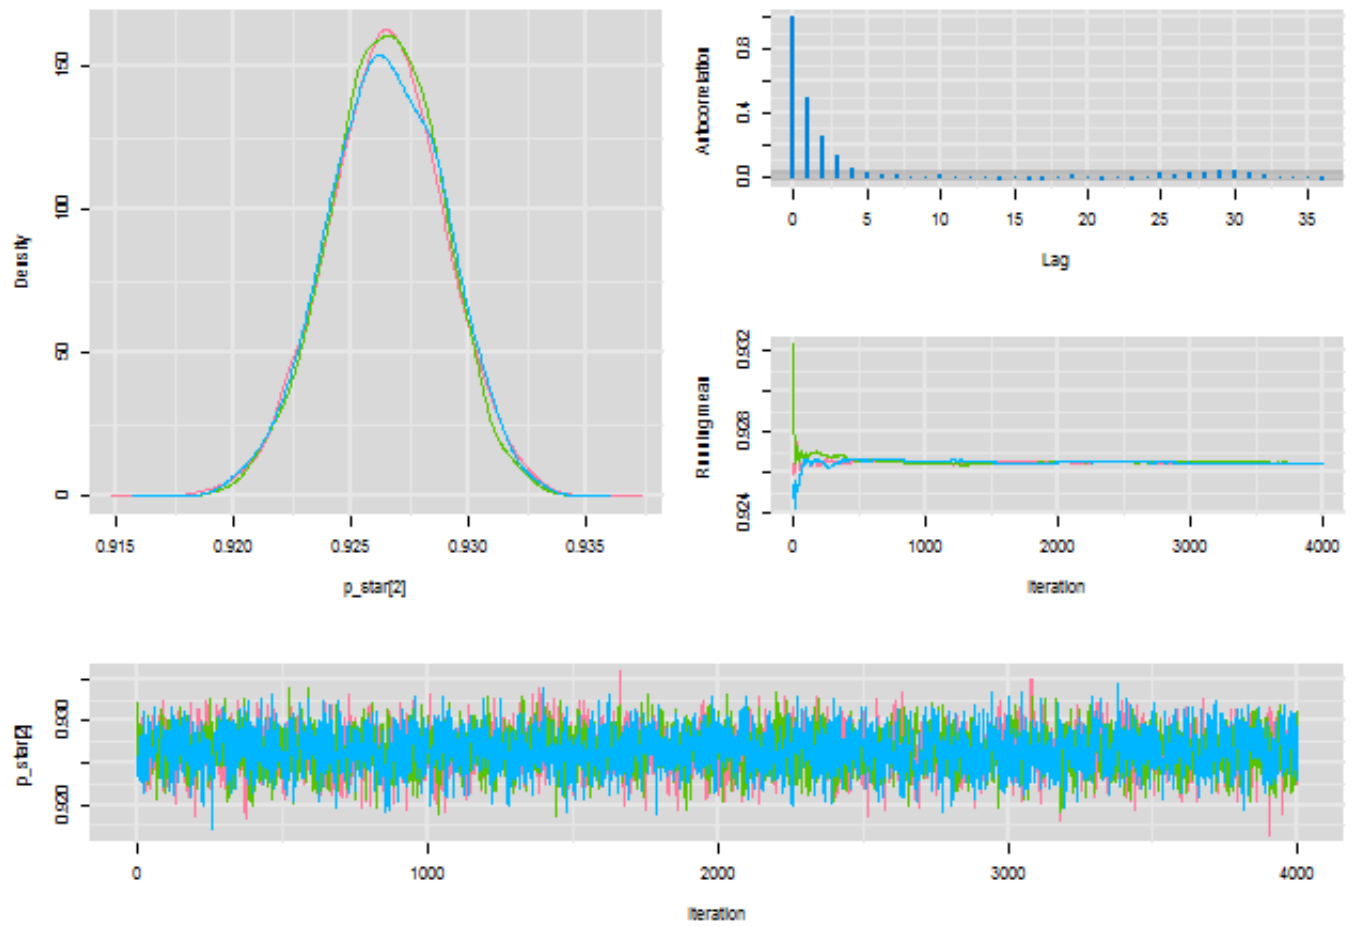 150
100
50
0
Density
0.915 0.920 0.925 0.930 0.935
p_star[2]
0.8
0.4
0.0
Autocorrelation
0 5 10 15 20 25 30 35
Lag
0.932
0.928
0.924
Running mean
0 1000 2000 3000 4000
Iteration
0.930
0.920
p_star[2]
0 1000 2000 3000 4000
Iteration